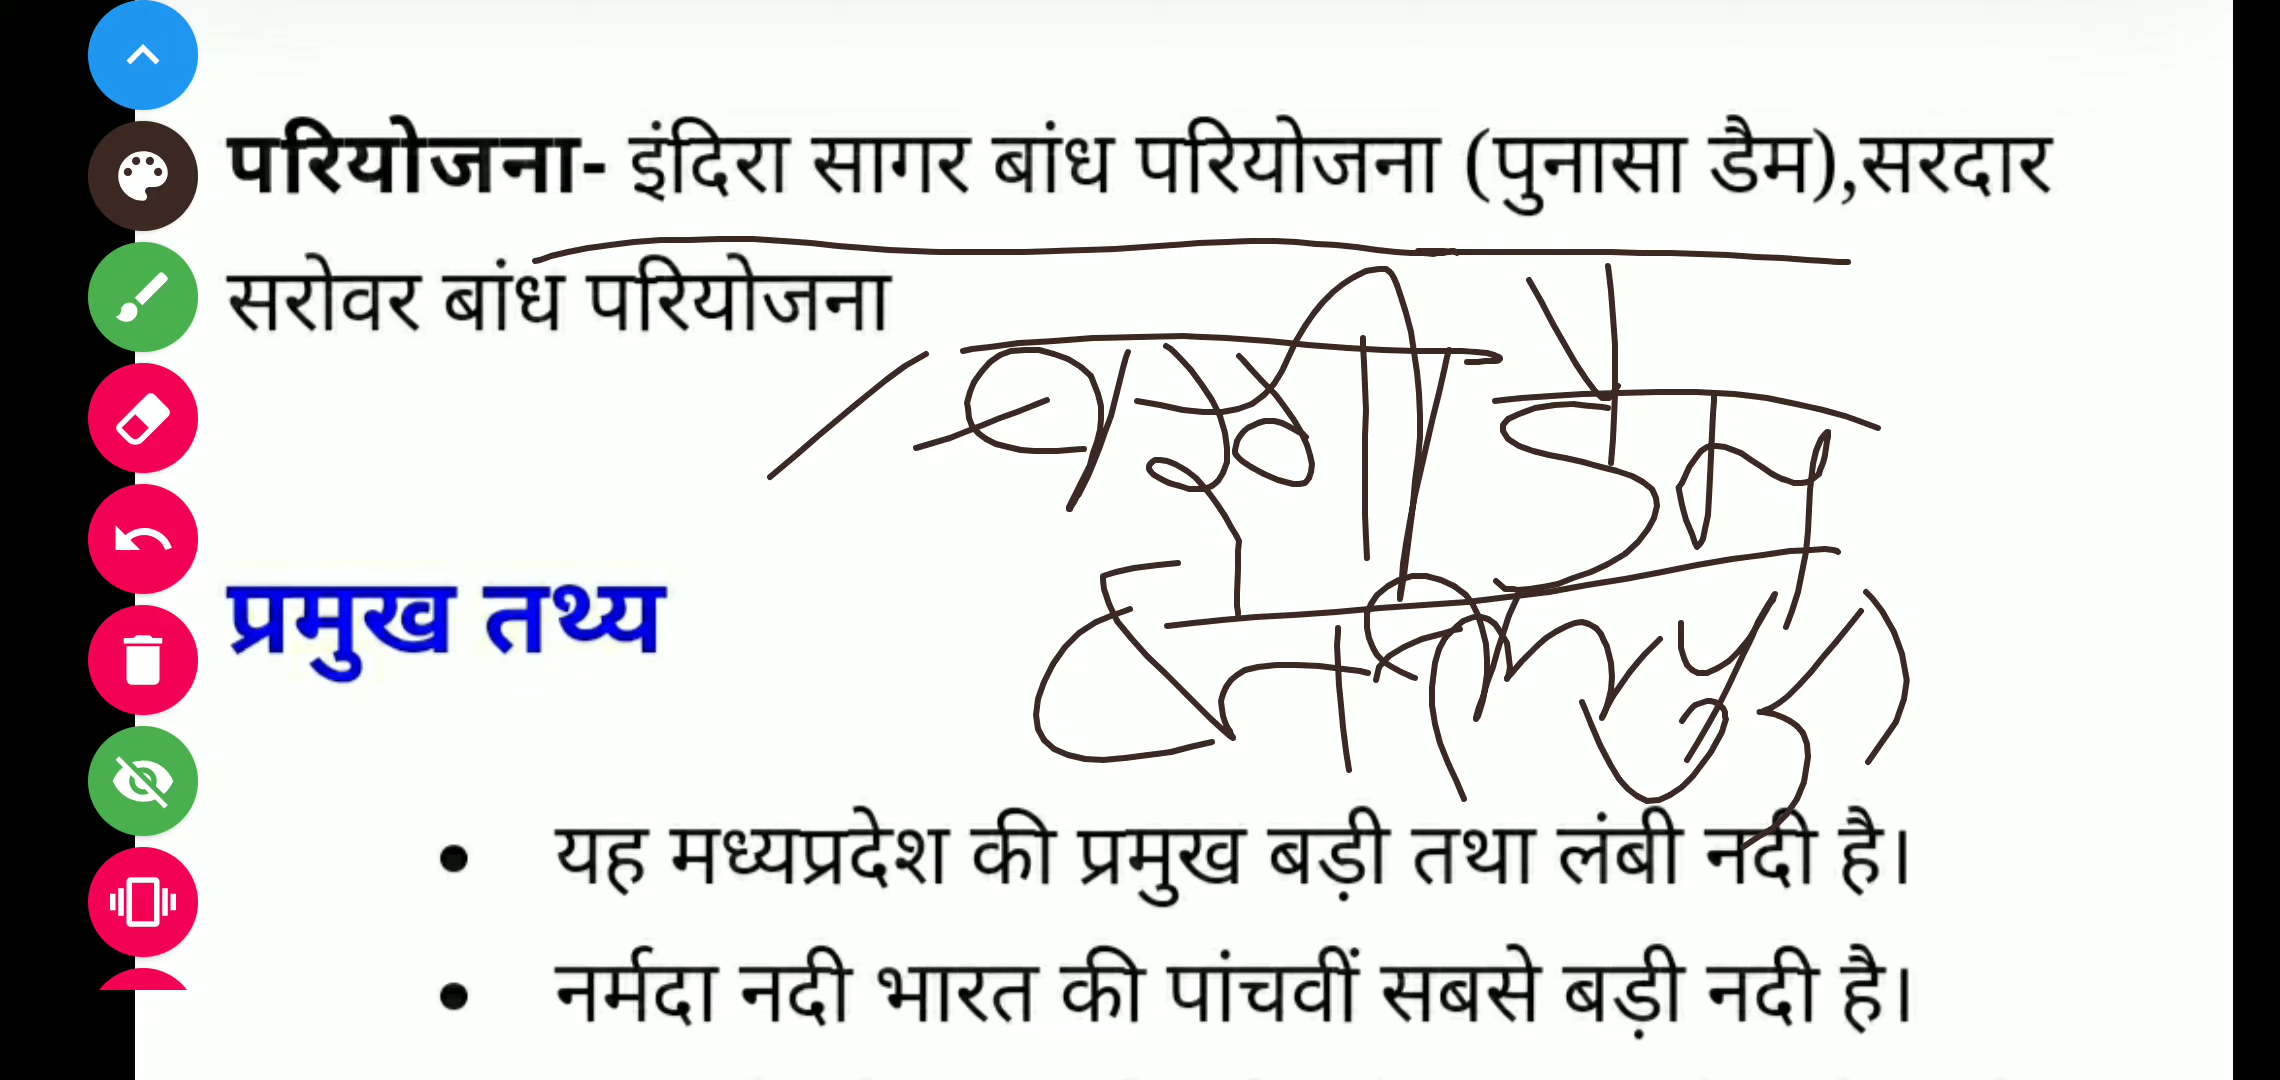 परियोजना- इंदिरा सागर बांध परियोजना (पुनासा डैम),सरदार
सरोवर बांध परियोजना
प्रमुख तथ्य
• यह मध्यप्रदेश की प्रमुख बड़ी तथा लंबी नदी है।
• नर्मदा नदी भारत की पांचवीं सबसे बड़ी नदी है।